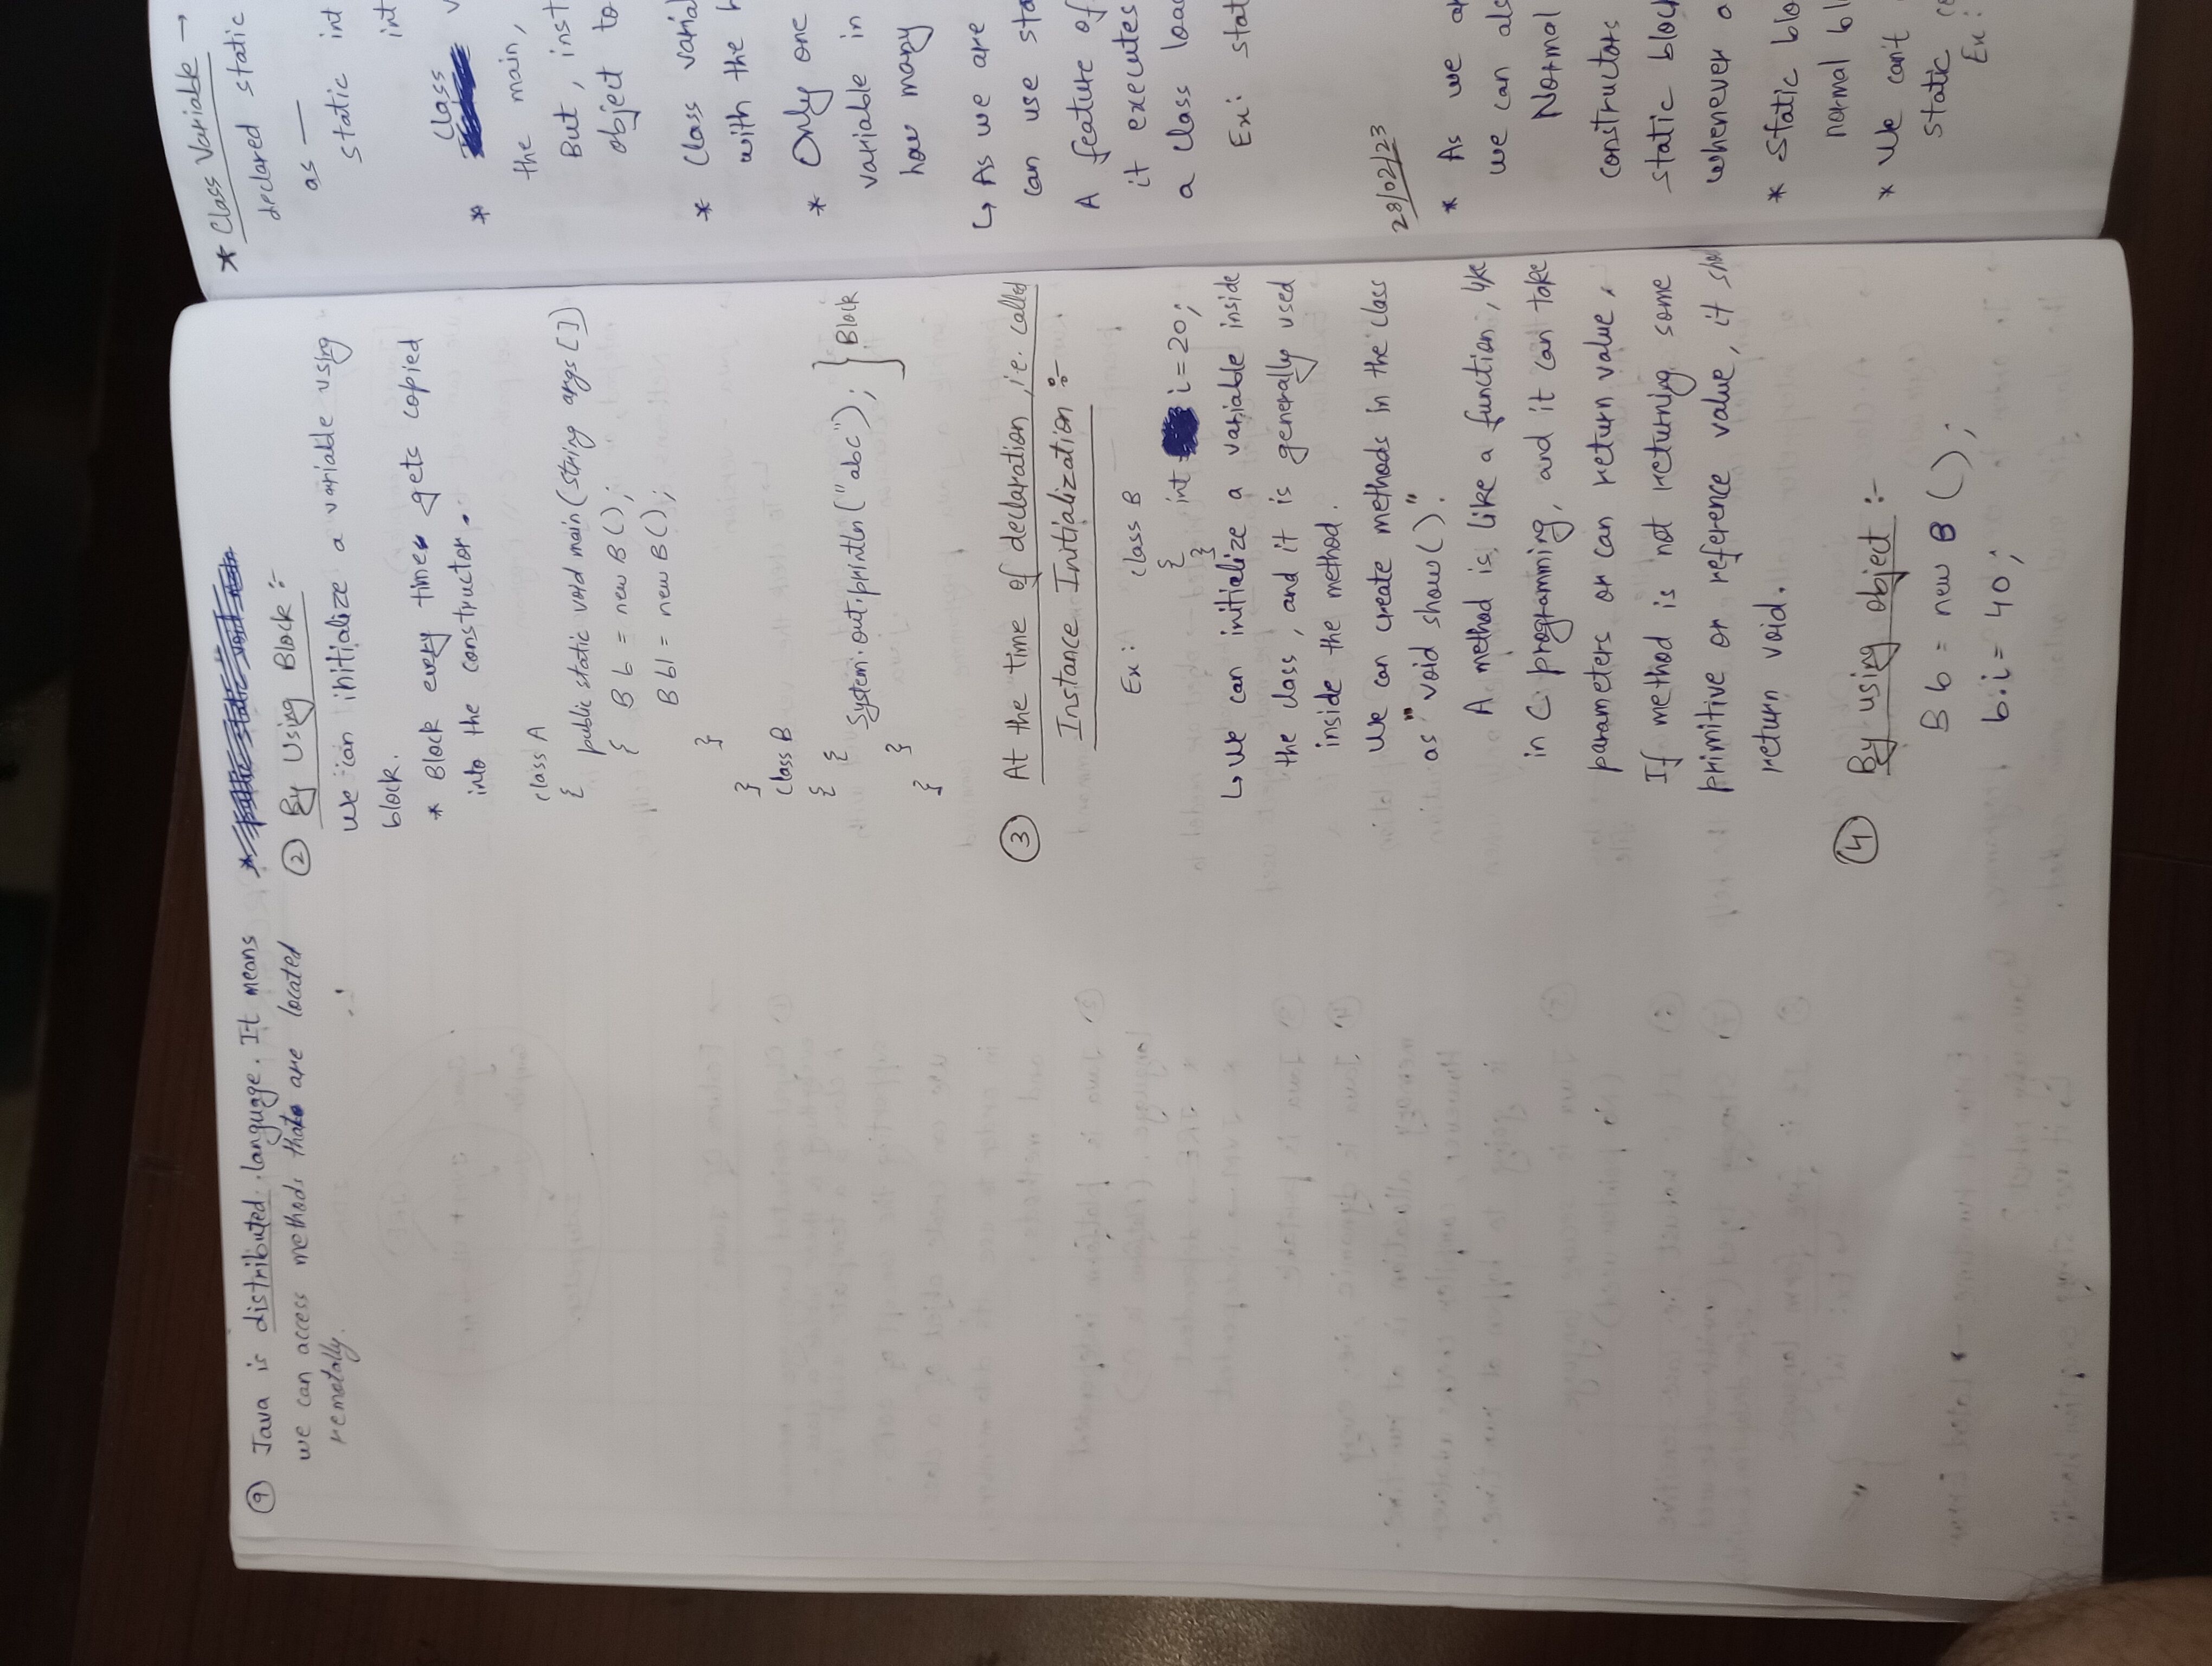 ⑨ Java is distributed language. It means
we can access methods that are located
remotally.
* public static void main
② By Using Block :-
We can initialize a variable using
block.
* Block every time gets copied
into the constructor.
class A
{
public static void main (String args [])
{ B b = new B ();
B b1 = new B ();
}
}
class B
{ {
System.out.println ("abc"); } Block
}
}
③ At the time of declaration, i.e. called
Instance Initialization :-
Ex : class B
{ int i = 20;
}
↳ We can initialize a variable inside
the class, and it is generally used
inside the method.
We can create methods in the class
as "void show ()".
A method is like a function, like
in C programming, and it can take
parameters or can return value.
If method is not returning some
primitive or reference value, it sho
return void.
④ By using object :-
B b = new B ();
b.i = 40;
* Class Variable →
declared static
as —
static int
int
* Class v
the main,
But, inst
object to
* Class varia
with the h
* Only one
variable in
how many
↳ As we are
can use sta
A feature of
it executes
a class loa
Ex: stat
28/02/23
* As we a
we can als
Normal
constructors
static bloc
whenever a
* Static blo
normal bl
* We can't
static co
Ex :